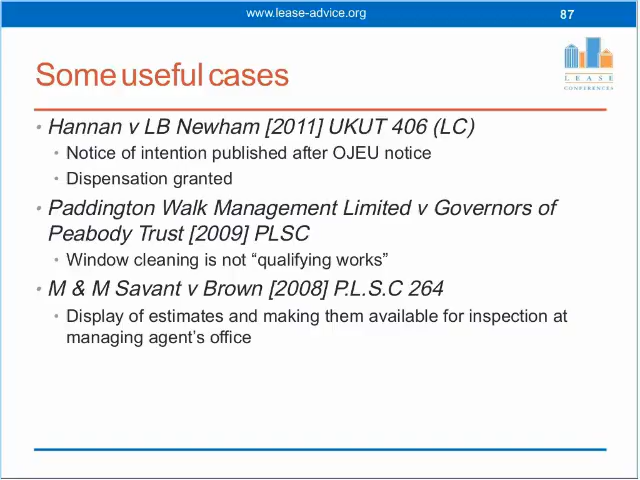 www.lease-advice.org
87
Some useful cases
LEASE
CONFERENCES
• Hannan v LB Newham [2011] UKUT 406 (LC)
• Notice of intention published after OJEU notice
• Dispensation granted
• Paddington Walk Management Limited v Governors of
Peabody Trust [2009] PLSC
• Window cleaning is not “qualifying works”
• M & M Savant v Brown [2008] P.L.S.C 264
• Display of estimates and making them available for inspection at
managing agent’s office